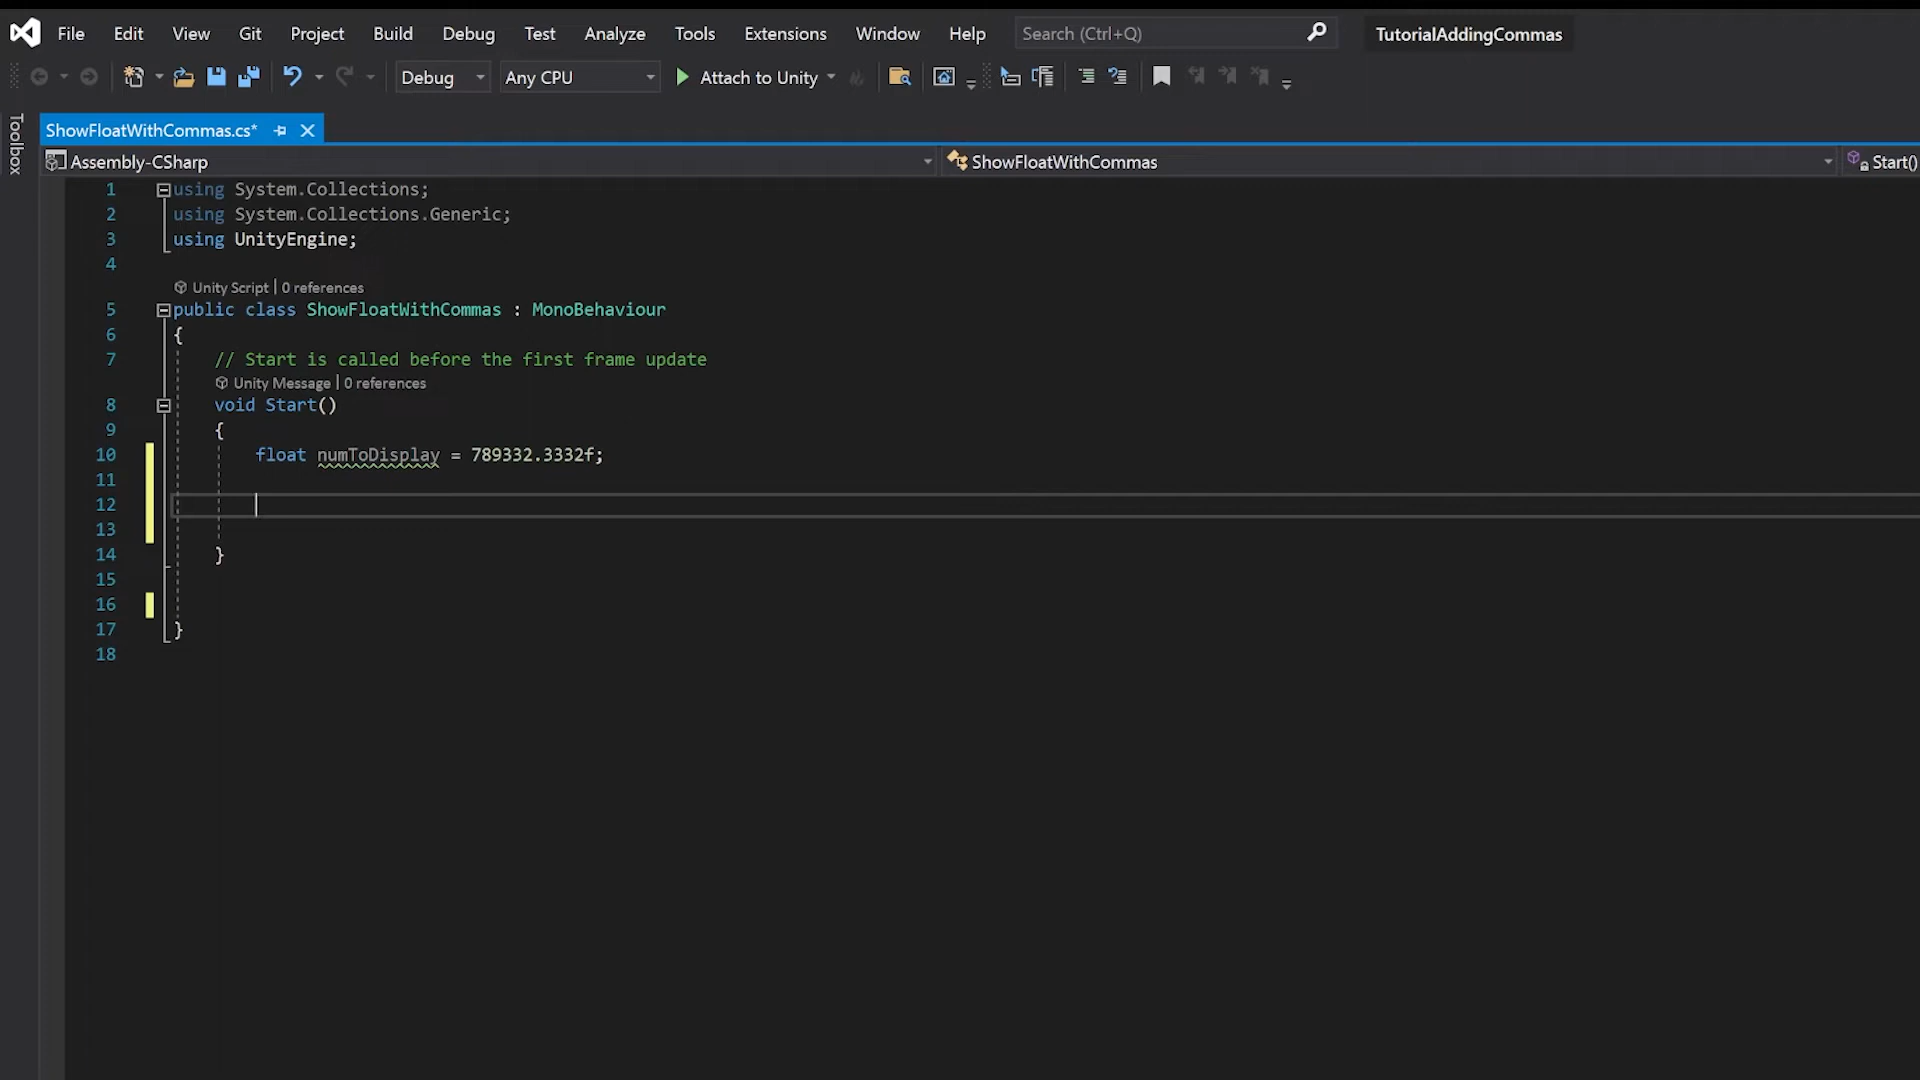 File Edit View Git Project Build Debug Test Analyze Tools Extensions Window Help Search (Ctrl+Q) TutorialAddingCommas
Debug Any CPU Attach to Unity
Toolbox
ShowFloatWithCommas.cs*
Assembly-CSharp ShowFloatWithCommas Start()
1 using System.Collections;
2 using System.Collections.Generic;
3 using UnityEngine;
4
Unity Script | 0 references
5 public class ShowFloatWithCommas : MonoBehaviour
6 {
7 // Start is called before the first frame update
Unity Message | 0 references
8 void Start()
9 {
10 float numToDisplay = 789332.3332f;
11
12
13
14 }
15
16
17 }
18